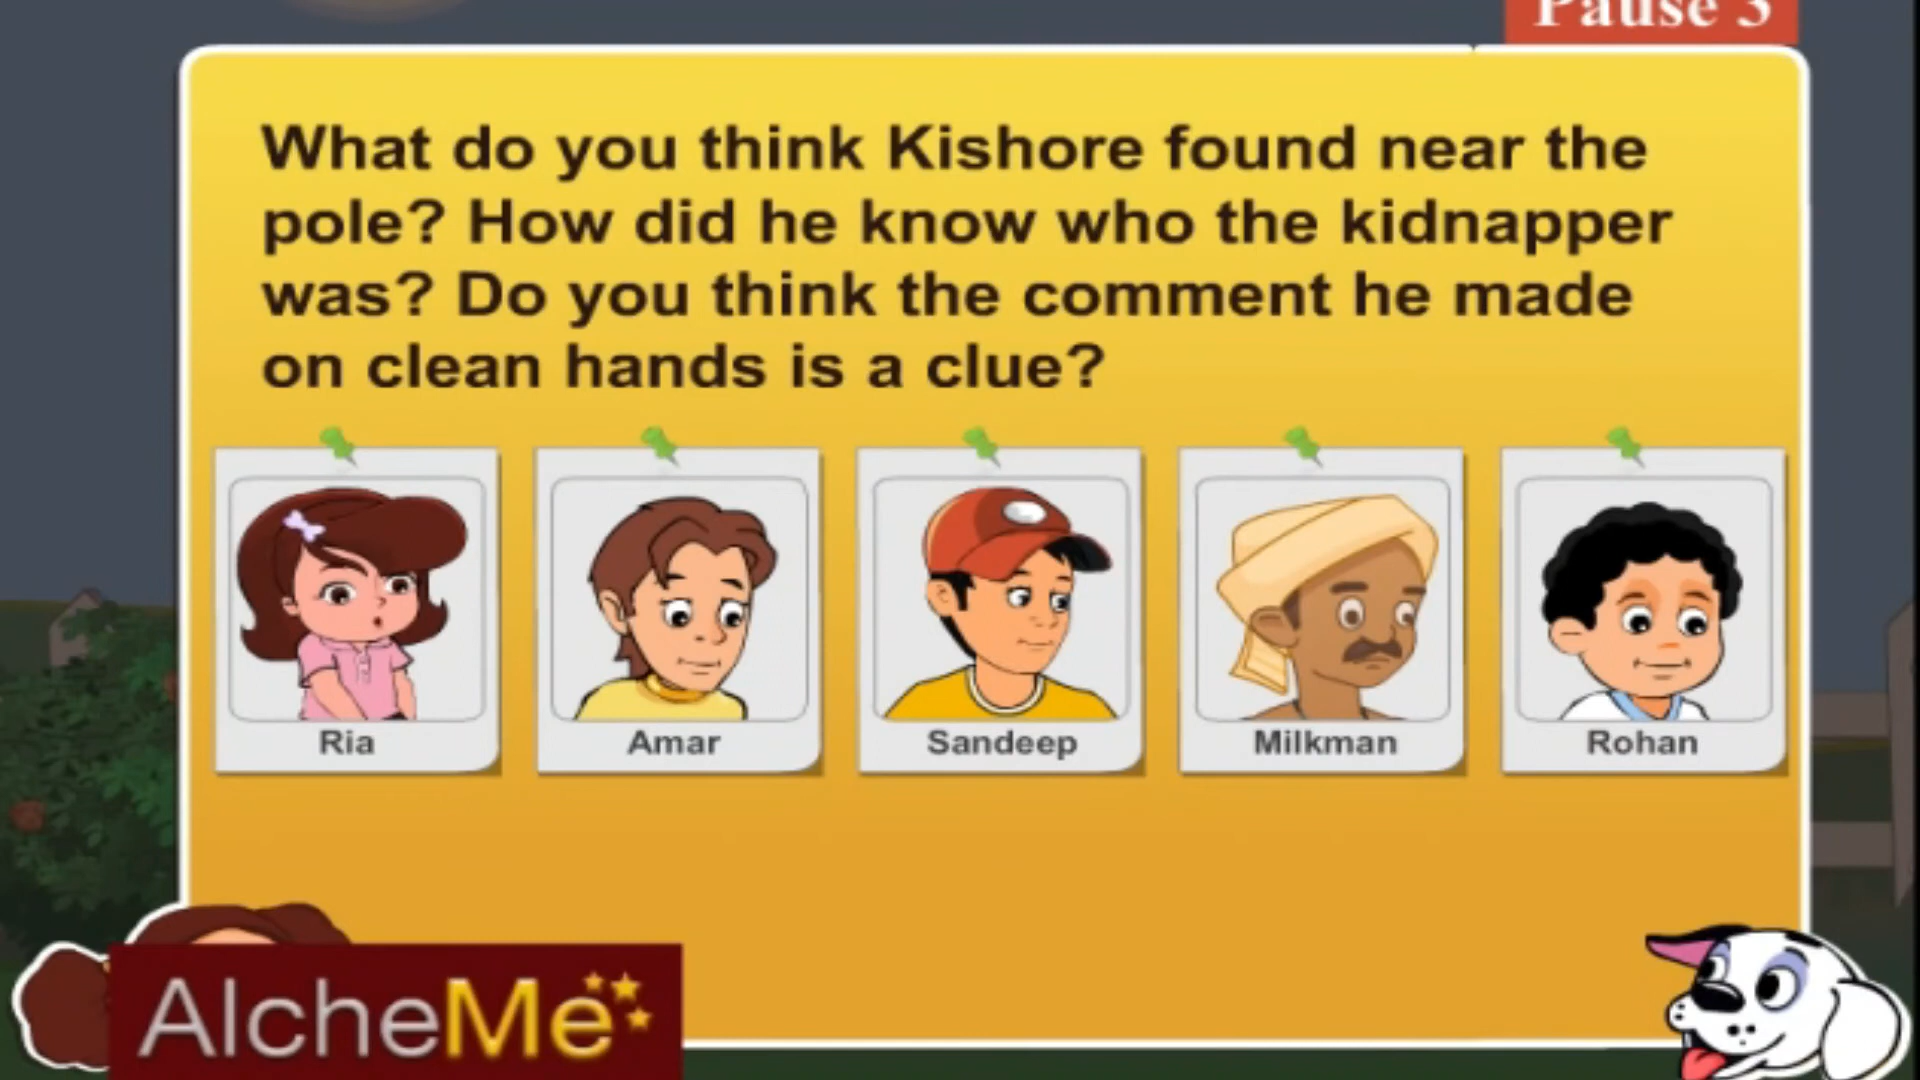 Pause 3
What do you think Kishore found near the
pole? How did he know who the kidnapper
was? Do you think the comment he made
on clean hands is a clue?
Ria
Amar
Sandeep
Milkman
Rohan
AlcheMe